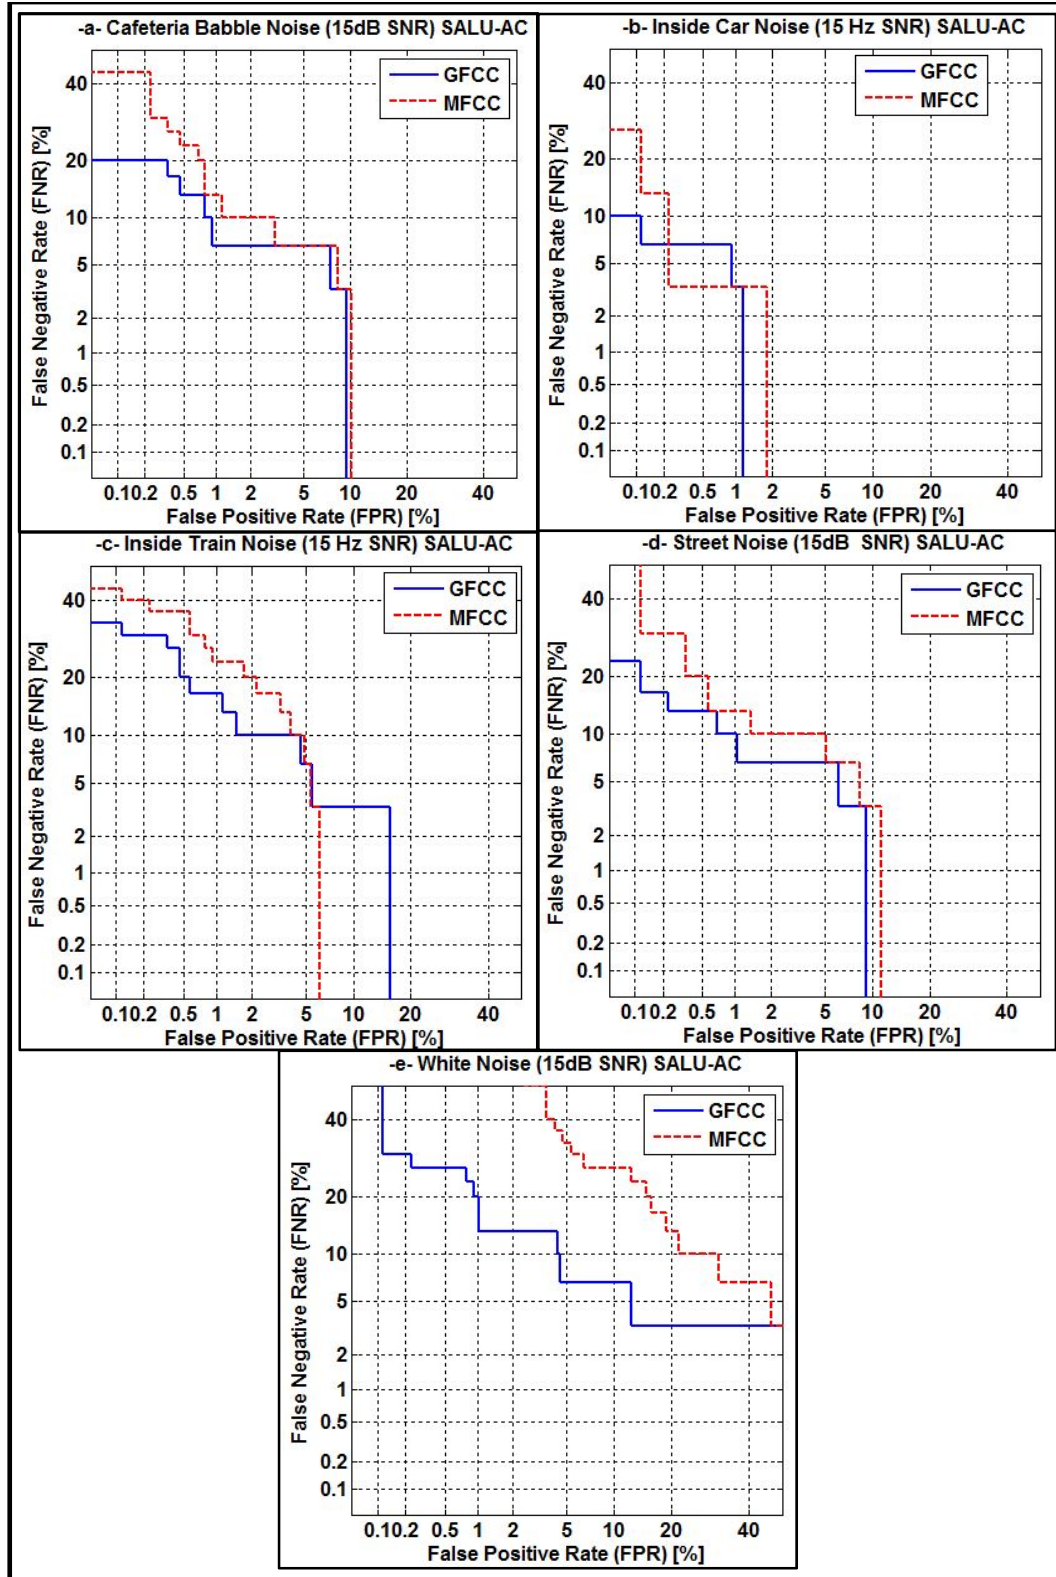 -a- Cafeteria Babble Noise (15dB SNR) SALU-AC
False Negative Rate (FNR) [%]
40
20
10
5
2
1
0.5
0.2
0.1
GFCC
MFCC
0.1 0.2 0.5 1 2 5 10 20 40
False Positive Rate (FPR) [%]
-b- Inside Car Noise (15 Hz SNR) SALU-AC
False Negative Rate (FNR) [%]
40
20
10
5
2
1
0.5
0.2
0.1
GFCC
MFCC
0.1 0.2 0.5 1 2 5 10 20 40
False Positive Rate (FPR) [%]
-c- Inside Train Noise (15 Hz SNR) SALU-AC
False Negative Rate (FNR) [%]
40
20
10
5
2
1
0.5
0.2
0.1
GFCC
MFCC
0.1 0.2 0.5 1 2 5 10 20 40
False Positive Rate (FPR) [%]
-d- Street Noise (15dB SNR) SALU-AC
False Negative Rate (FNR) [%]
40
20
10
5
2
1
0.5
0.2
0.1
GFCC
MFCC
0.1 0.2 0.5 1 2 5 10 20 40
False Positive Rate (FPR) [%]
-e- White Noise (15dB SNR) SALU-AC
False Negative Rate (FNR) [%]
40
20
10
5
2
1
0.5
0.2
0.1
GFCC
MFCC
0.1 0.2 0.5 1 2 5 10 20 40
False Positive Rate (FPR) [%]